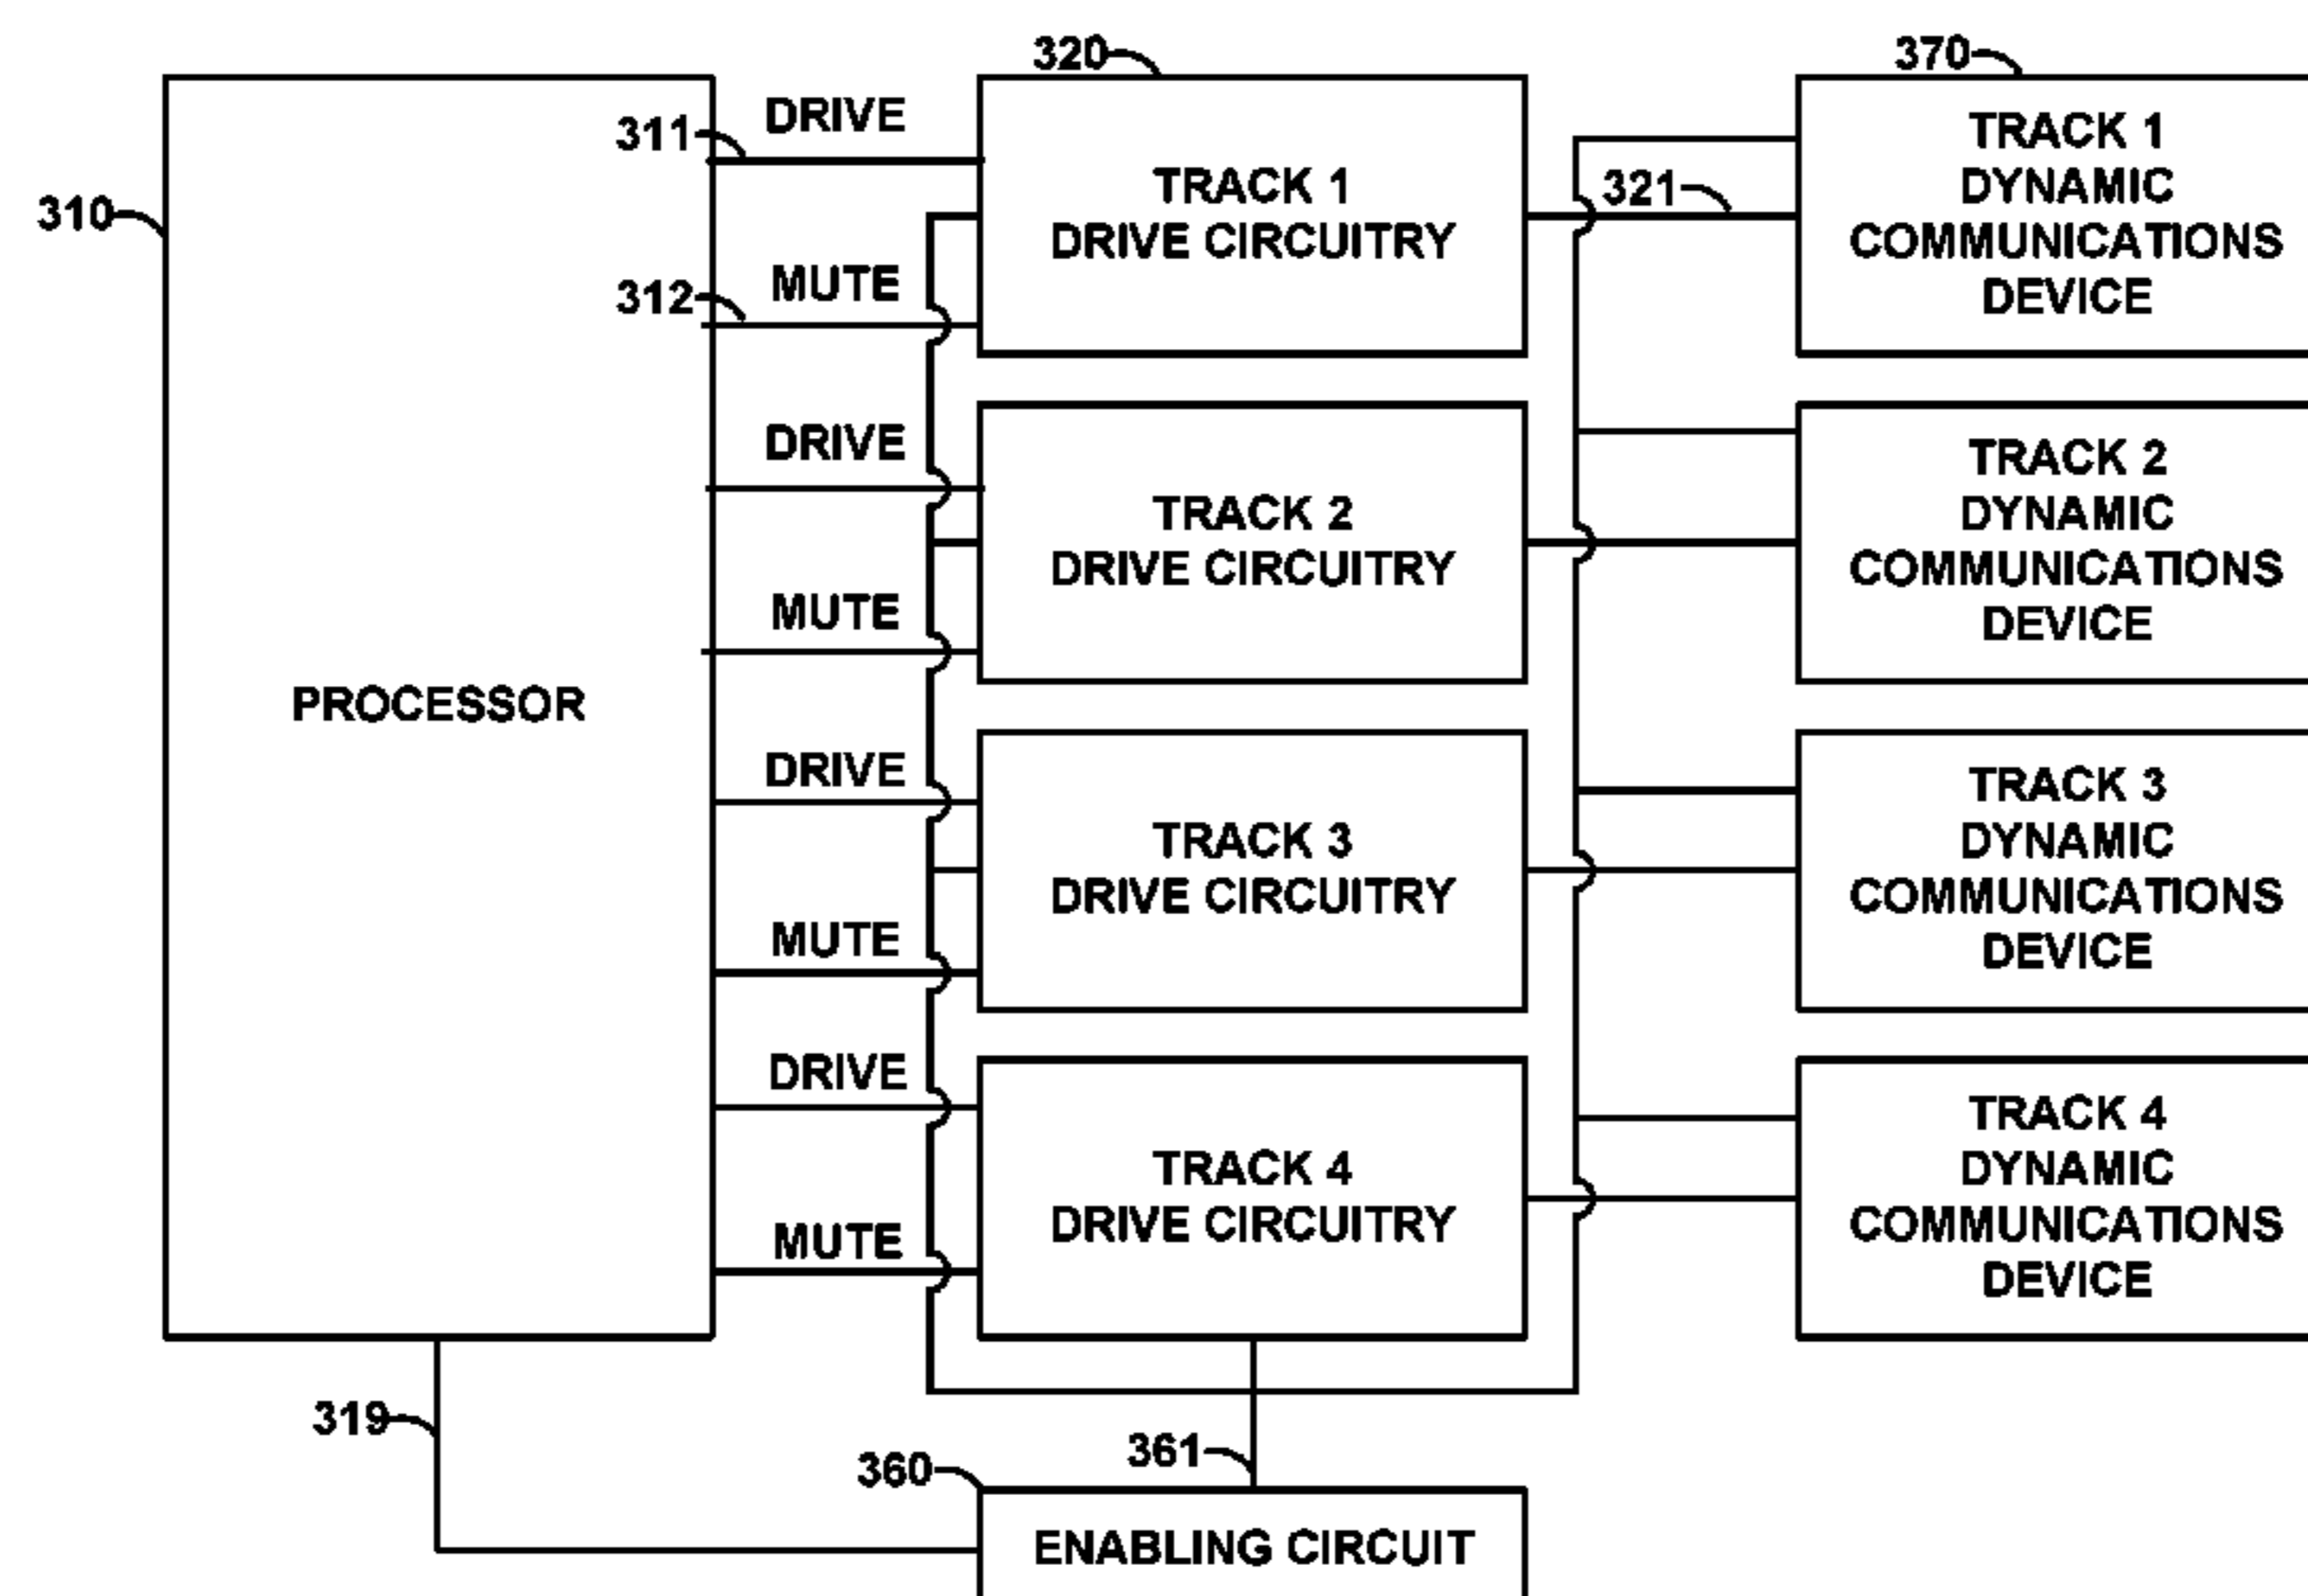 320
370
311
DRIVE
310
312
MUTE
TRACK 1
DRIVE CIRCUITRY
321
TRACK 1
DYNAMIC
COMMUNICATIONS
DEVICE
DRIVE
MUTE
TRACK 2
DRIVE CIRCUITRY
TRACK 2
DYNAMIC
COMMUNICATIONS
DEVICE
PROCESSOR
DRIVE
MUTE
TRACK 3
DRIVE CIRCUITRY
TRACK 3
DYNAMIC
COMMUNICATIONS
DEVICE
DRIVE
MUTE
TRACK 4
DRIVE CIRCUITRY
TRACK 4
DYNAMIC
COMMUNICATIONS
DEVICE
319
360
361
ENABLING CIRCUIT